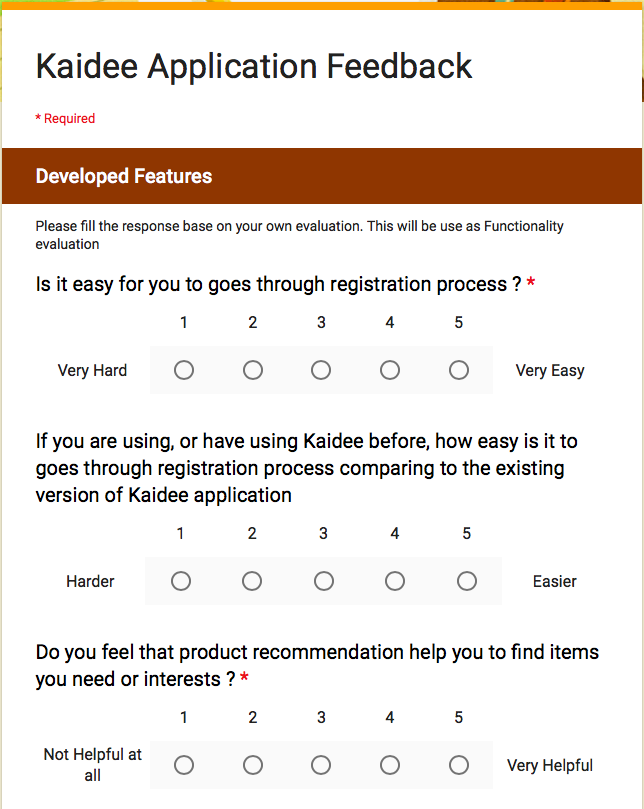 Kaidee Application Feedback
* Required
Developed Features
Please fill the response base on your own evaluation. This will be use as Functionality
evaluation
Is it easy for you to goes through registration process ? *
1 2 3 4 5
Very Hard Very Easy
If you are using, or have using Kaidee before, how easy is it to
goes through registration process comparing to the existing
version of Kaidee application
1 2 3 4 5
Harder Easier
Do you feel that product recommendation help you to find items
you need or interests ? *
1 2 3 4 5
Not Helpful at
all
Very Helpful